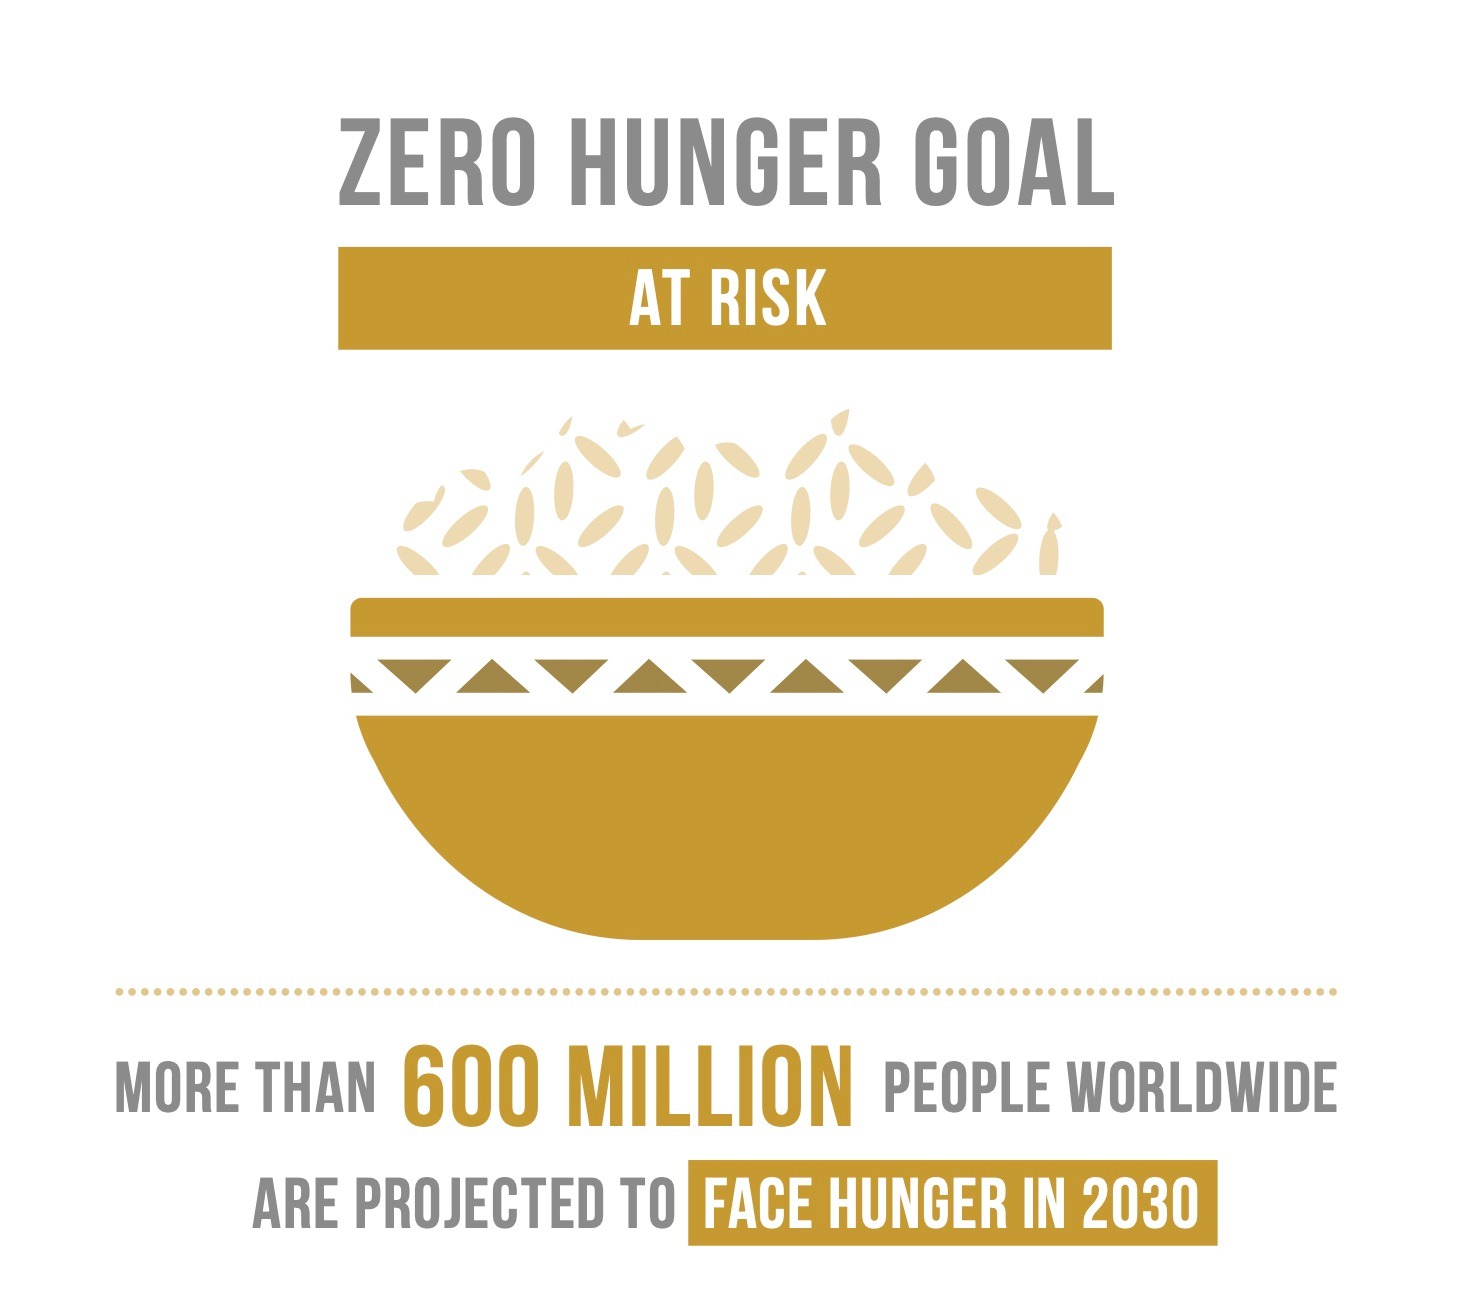 ZERO HUNGER GOAL
AT RISK
MORE THAN 600 MILLION PEOPLE WORLDWIDE
ARE PROJECTED TO FACE HUNGER IN 2030